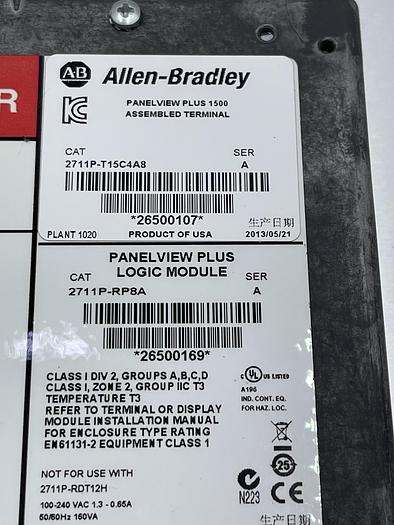 R
AB Allen-Bradley
PANELVIEW PLUS 1500
ASSEMBLED TERMINAL
CAT SER
2711P-T15C4A8 A
*26500107* 生产日期
PLANT 1020 PRODUCT OF USA 2013/05/21
PANELVIEW PLUS
LOGIC MODULE
CAT SER
2711P-RP8A A
*26500169*
CLASS I DIV 2, GROUPS A,B,C,D
CLASS I, ZONE 2, GROUP IIC T3
TEMPERATURE T3
REFER TO TERMINAL OR DISPLAY
MODULE INSTALLATION MANUAL
FOR ENCLOSURE TYPE RATING
EN61131-2 EQUIPMENT CLASS 1
c UL US LISTED
A196
IND. CONT. EQ.
FOR HAZ. LOC.
25
NOT FOR USE WITH
2711P-RDT12H
100-240 VAC 1.3 - 0.65A
50/60Hz 160VA
N223 CE
生产日期